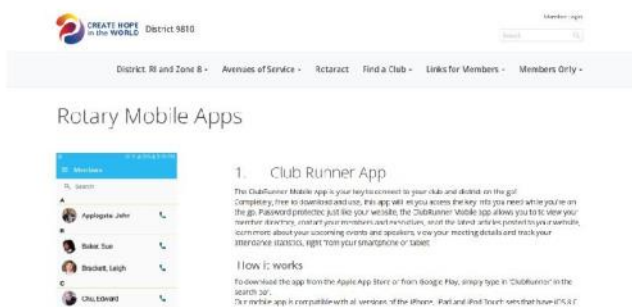 Member Login
CREATE HOPE
in the WORLD
District 9810
Search
District, RI and Zone 8
Avenues of Service
Rotaract
Find a Club
Links for Members
Members Only
Rotary Mobile Apps
Members
Search
A
Applegate, John
B
Baker, Sue
Brackett, Leigh
C
Chu, Edward
1. Club Runner App
The ClubRunner Mobile App is your key to connect to your club and district on the go!
Completely, free to download and use, this app will let you access the key info you need while you're on
the go. Password protected just like your website, the ClubRunner Mobile app allows you to view your
member directory, contact your members and executives, read the latest articles posted to your website,
learn more about your upcoming events and speakers, view your meeting details and track your
attendance statistics, right from your smartphone or tablet
How it works
To download the app from the Apple App Store or from Google Play, simply type in 'ClubRunner' in the
search bar.
Our mobile app is compatible with all versions of the iPhone, iPad and iPod Touch sets that have iOS 8.0